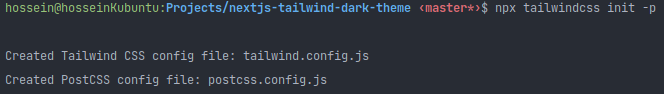 hossein@hosseinKubuntu:Projects/nextjs-tailwind-dark-theme ‹master*›$ npx tailwindcss init -p
Created Tailwind CSS config file: tailwind.config.js
Created PostCSS config file: postcss.config.js